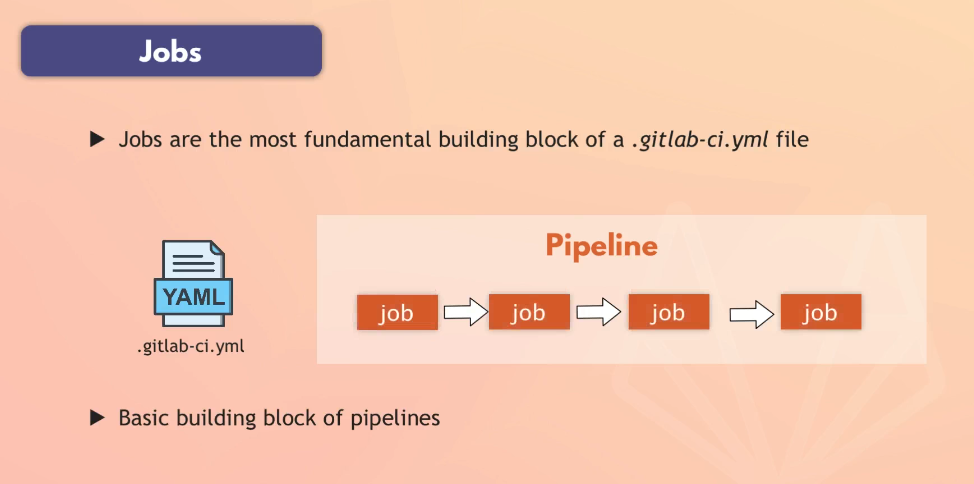 Jobs
Jobs are the most fundamental building block of a .gitlab-ci.yml file
Pipeline
YAML
job
job
job
job
.gitlab-ci.yml
Basic building block of pipelines